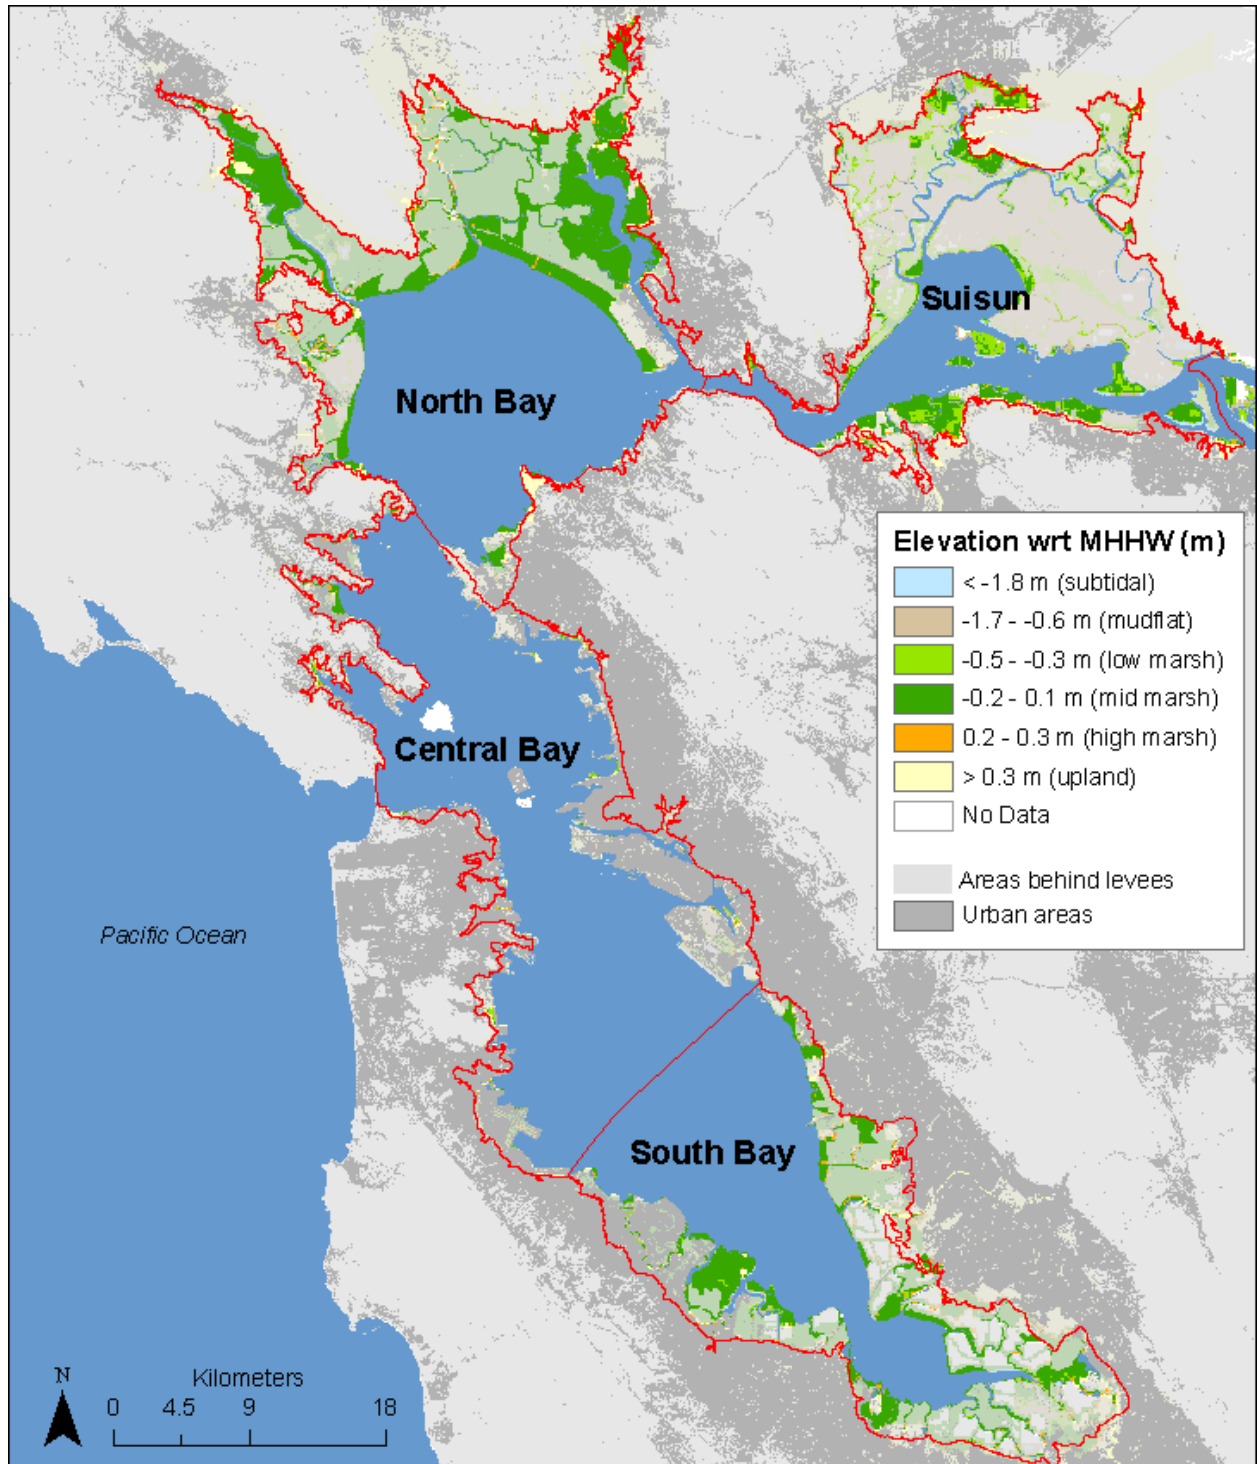 Suisun
North Bay
Elevation wrt MHHW (m)
< -1.8 m (subtidal)
-1.7 - -0.6 m (mudflat)
-0.5 - -0.3 m (low marsh)
-0.2 - 0.1 m (mid marsh)
0.2 - 0.3 m (high marsh)
> 0.3 m (upland)
No Data
Areas behind levees
Urban areas
Central Bay
Pacific Ocean
South Bay
N
Kilometers
0 4.5 9 18